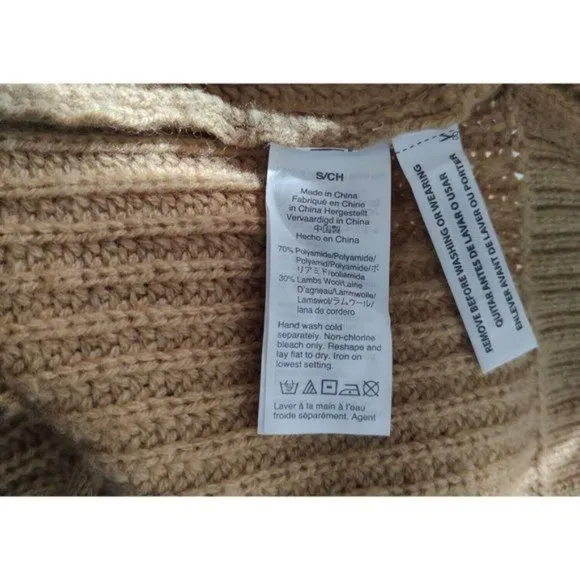 S/CH
Made in China
Fabriqué en Chine
in China Hergestellt
Vervaardigd in China
中国製
Hecho en China
70% Polyamide/Polyamide/
Polyamid/Polyamide/ポ
リアミド/poliamida
30% Lambs Wool/Laine
D'agneau/Lammwolle/
Lamswol/ラムウール/
lana de cordero
Hand wash cold
separately. Non-chlorine
bleach only. Reshape and
lay flat to dry. Iron on
lowest setting.
Laver à la main à l'eau
froide séparément. Agent
REMOVE BEFORE WASHING OR WEARING
QUITAR ANTES DE LAVAR O USAR
ENLEVER AVANT DE LAVER OU PORTER